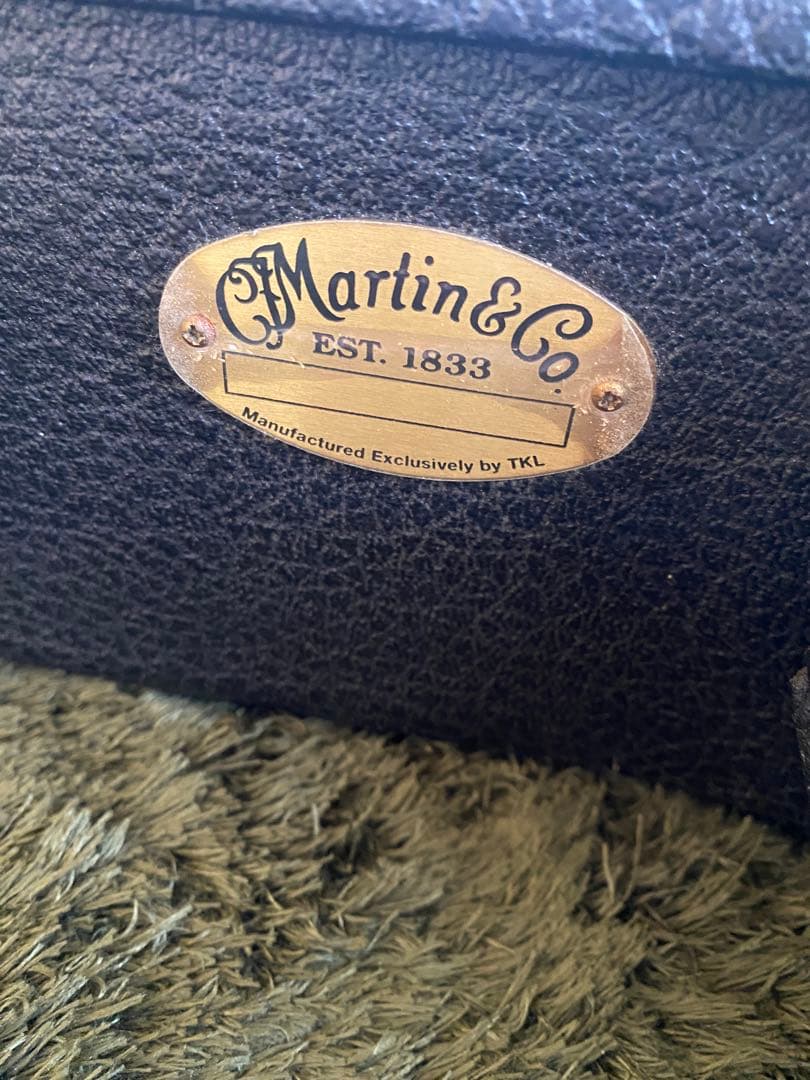 CFMartin & Co.
EST. 1833
Manufactured Exclusively by TKL